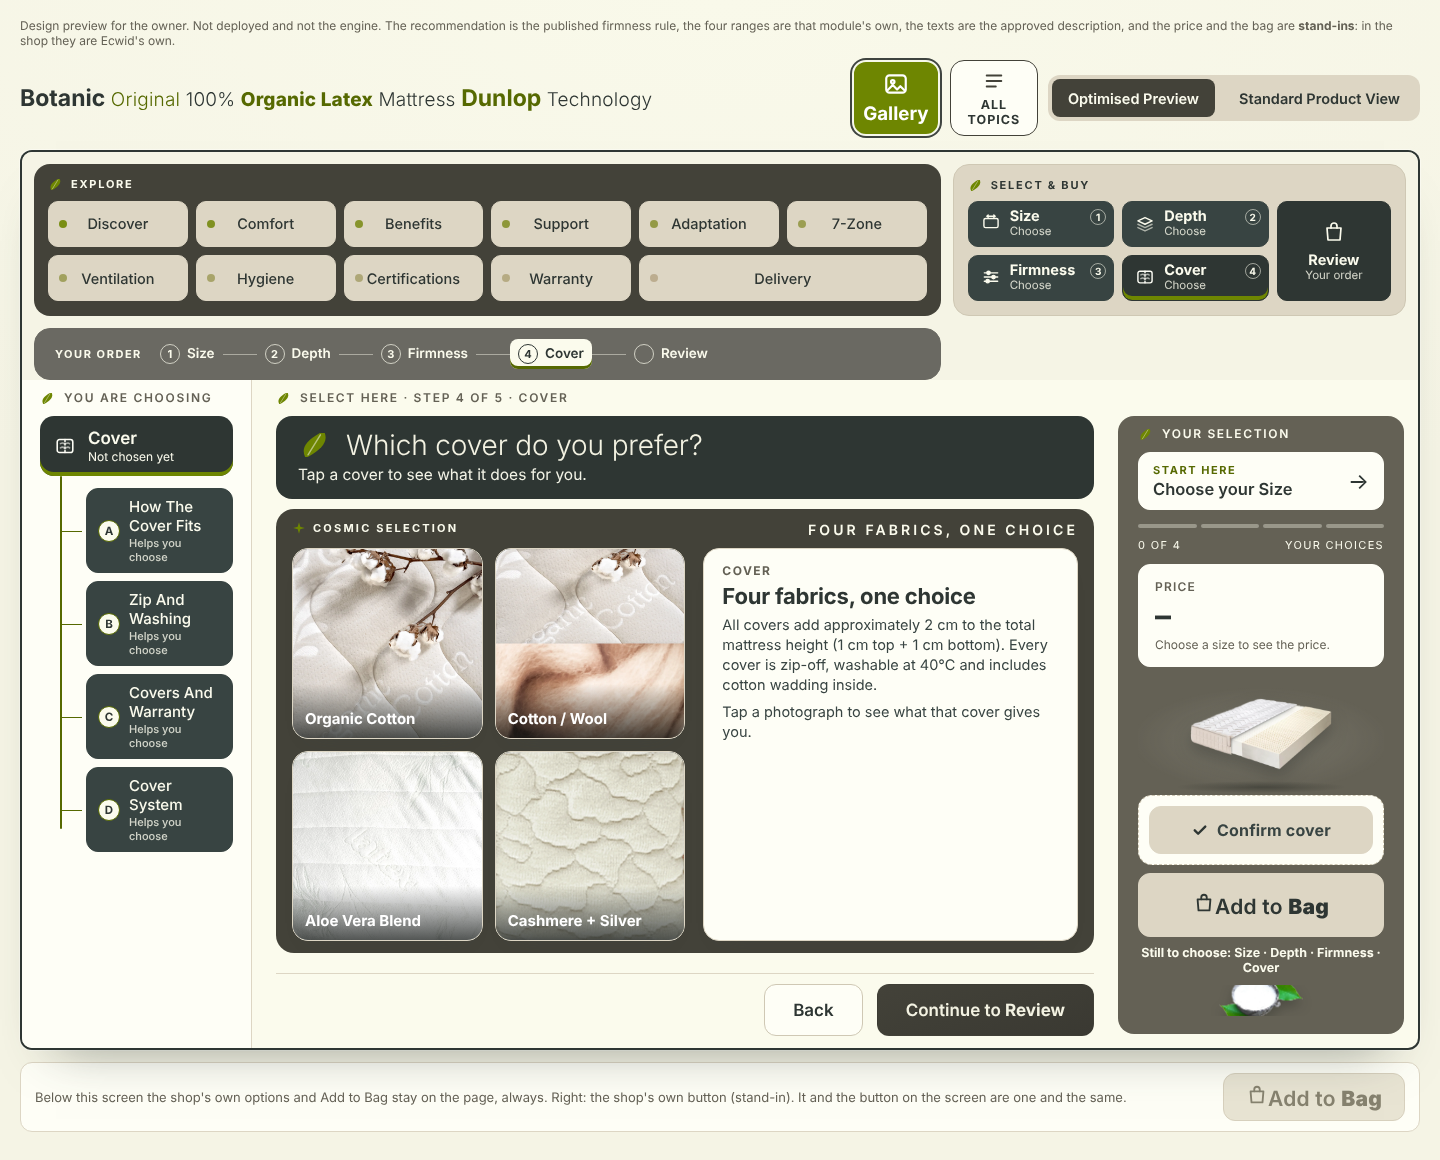 Design preview for the owner. Not deployed and not the engine. The recommendation is the published firmness rule, the four ranges are that module's own, the texts are the approved description, and the price and the bag are stand-ins: in the
shop they are Ecwid's own.
Botanic Original 100% Organic Latex Mattress Dunlop Technology
Gallery
ALL
TOPICS
Optimised Preview
Standard Product View
EXPLORE
Discover
Comfort
Benefits
Support
Adaptation
7-Zone
Ventilation
Hygiene
Certifications
Warranty
Delivery
SELECT & BUY
Size
Choose
1
Depth
Choose
2
Firmness
Choose
3
Cover
Choose
4
Review
Your order
YOUR ORDER
1 Size
2 Depth
3 Firmness
4 Cover
Review
YOU ARE CHOOSING
Cover
Not chosen yet
A
How The
Cover Fits
Helps you
choose
B
Zip And
Washing
Helps you
choose
C
Covers And
Warranty
Helps you
choose
D
Cover
System
Helps you
choose
SELECT HERE · STEP 4 OF 5 · COVER
Which cover do you prefer?
Tap a cover to see what it does for you.
COSMIC SELECTION
FOUR FABRICS, ONE CHOICE
Organic Cotton
Cotton / Wool
Aloe Vera Blend
Cashmere + Silver
COVER
Four fabrics, one choice
All covers add approximately 2 cm to the total
mattress height (1 cm top + 1 cm bottom). Every
cover is zip-off, washable at 40°C and includes
cotton wadding inside.
Tap a photograph to see what that cover gives
you.
Back
Continue to Review
YOUR SELECTION
START HERE
Choose your Size
0 OF 4
YOUR CHOICES
PRICE
–
Choose a size to see the price.
Confirm cover
Add to Bag
Still to choose: Size · Depth · Firmness ·
Cover
Below this screen the shop's own options and Add to Bag stay on the page, always. Right: the shop's own button (stand-in). It and the button on the screen are one and the same.
Add to Bag